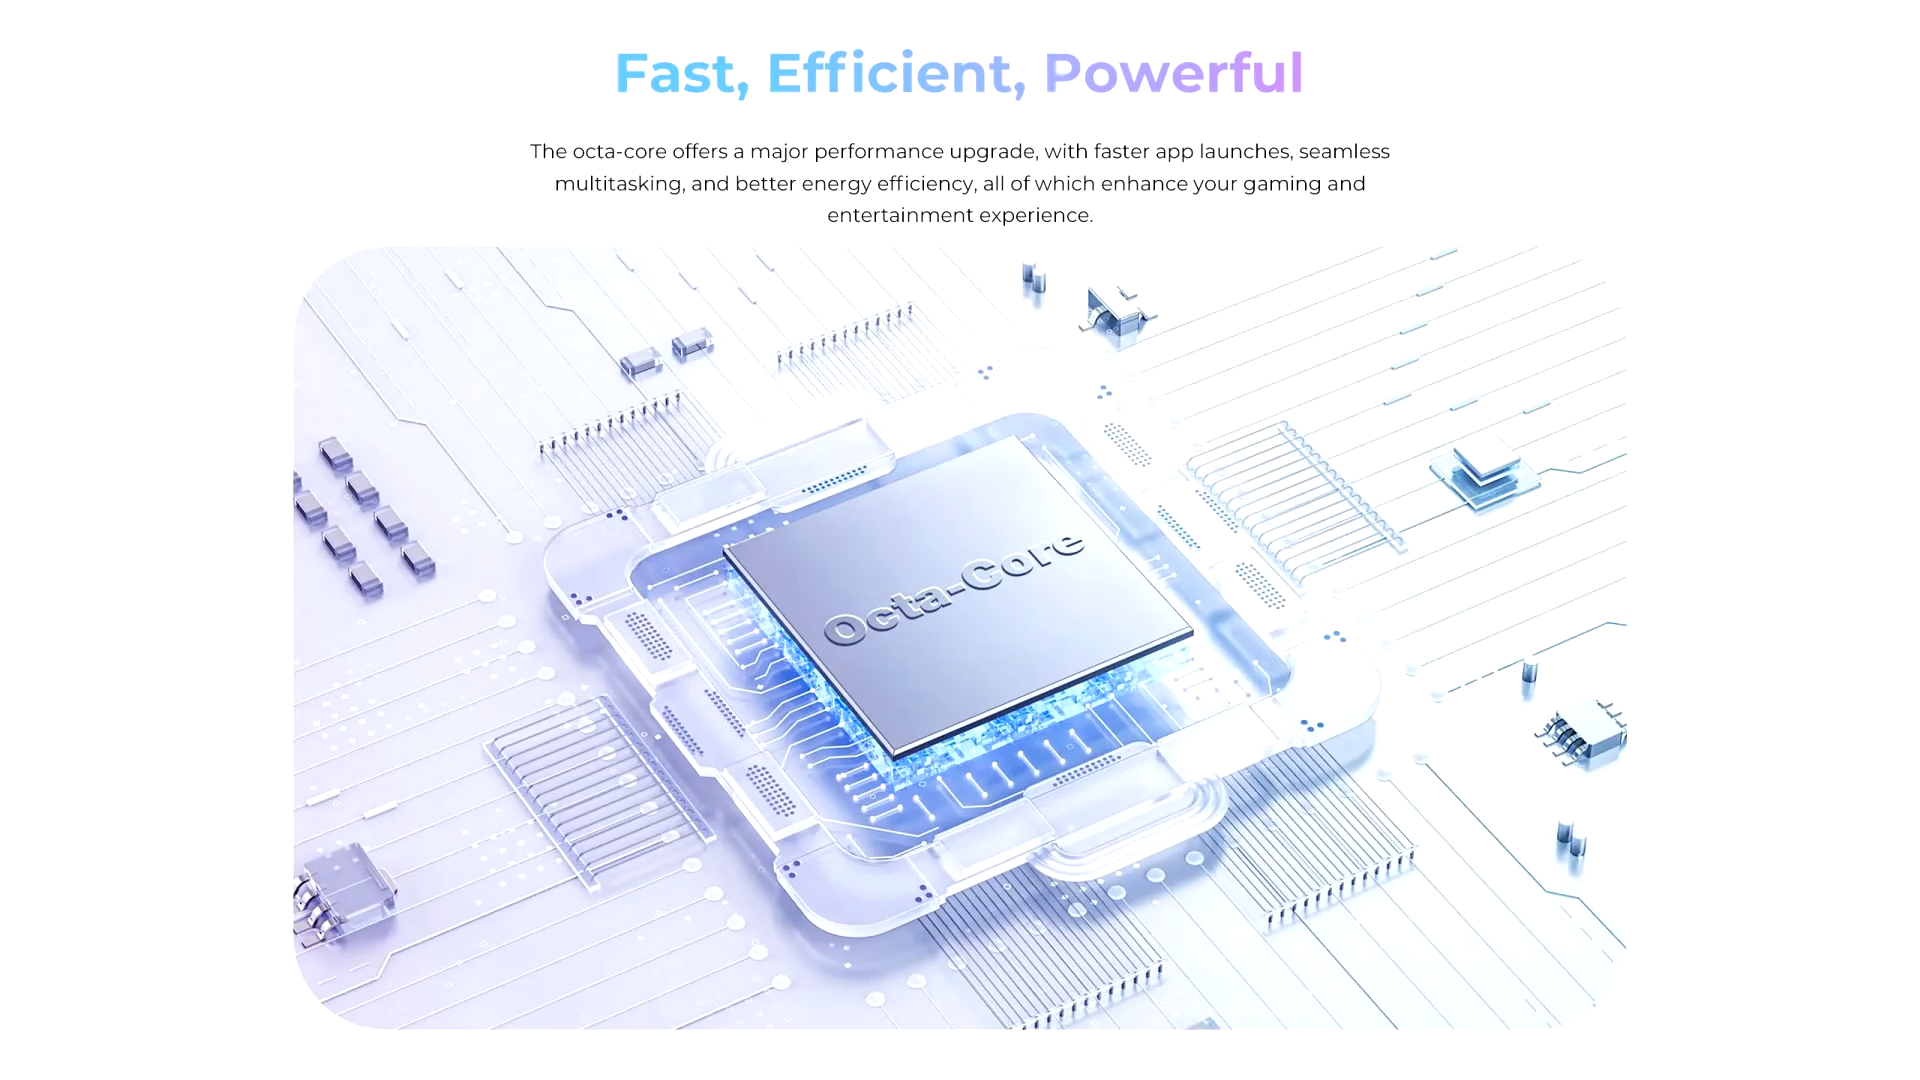 Fast, Efficient, Powerful
The octa-core offers a major performance upgrade, with faster app launches, seamless
multitasking, and better energy efficiency, all of which enhance your gaming and
entertainment experience.
Octa-Core